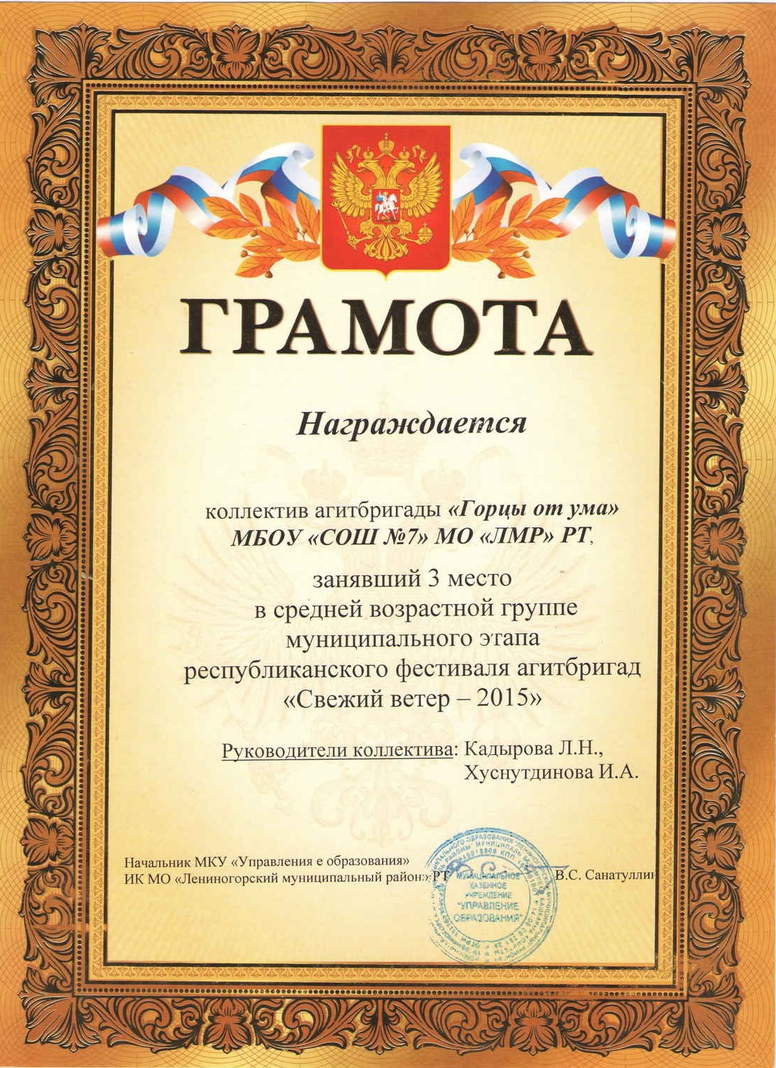 ГРАМОТА
Награждается
коллектив агитбригады «Горцы от ума»
МБОУ «СОШ №7» МО «ЛМР» РТ,
занявший 3 место
в средней возрастной группе
муниципального этапа
республиканского фестиваля агитбригад
«Свежий ветер – 2015»
Руководители коллектива: Кадырова Л.Н.,
Хуснутдинова И.А.
Начальник МКУ «Управления е образования»
ИК МО «Лениногорский муниципальный район» РТ В.С. Санатуллин
МУНИЦИПАЛЬНОЕ
КАЗЕННОЕ
УЧРЕЖДЕНИЕ
"УПРАВЛЕНИЕ
ОБРАЗОВАНИЯ"